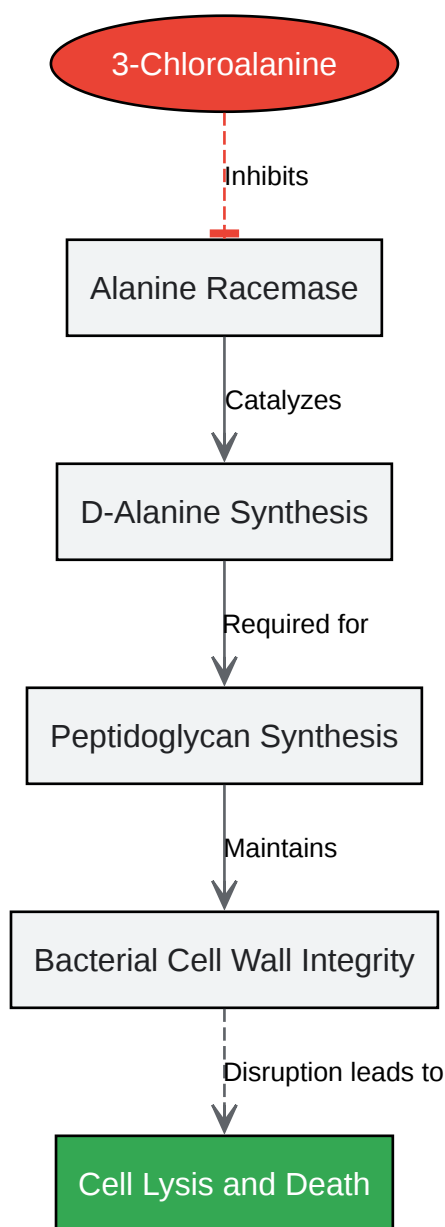 3-Chloroalanine
Inhibits
Alanine Racemase
Catalyzes
D-Alanine Synthesis
Required for
Peptidoglycan Synthesis
Maintains
Bacterial Cell Wall Integrity
Disruption leads to
Cell Lysis and Death